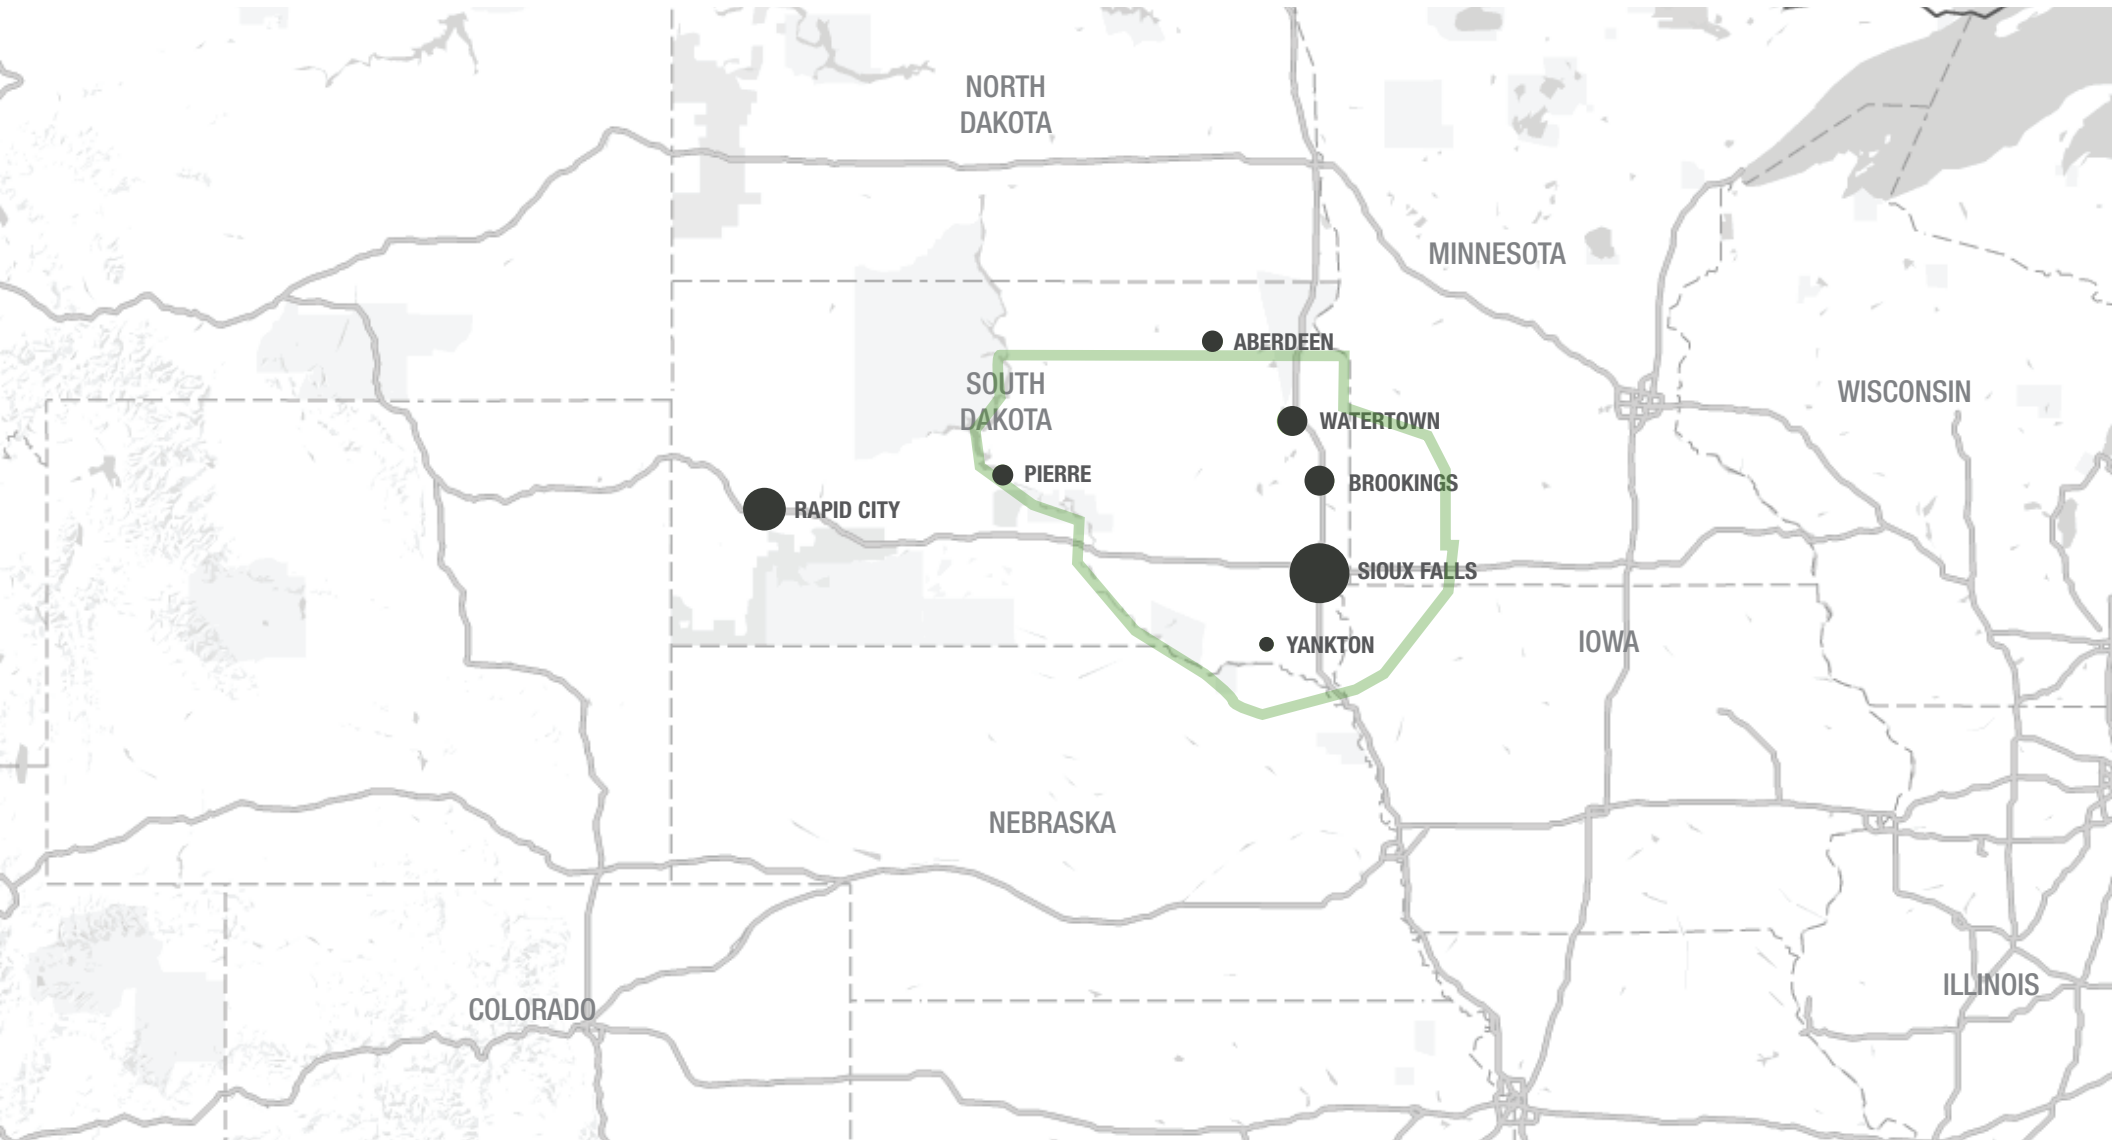 NORTH
DAKOTA
MINNESOTA
ABERDEEN
SOUTH
DAKOTA
WISCONSIN
WATERTOWN
PIERRE
BROOKINGS
RAPID CITY
SIOUX FALLS
YANKTON
IOWA
NEBRASKA
ILLINOIS
COLORADO